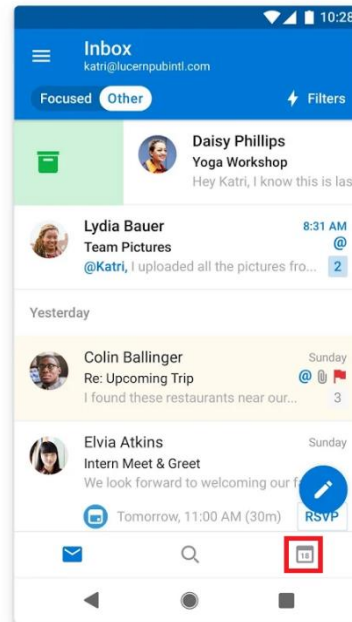 10:28
Inbox
katri@lucernpubintl.com
Focused Other Filters
Daisy Phillips
Yoga Workshop
Hey Katri, I know this is las
Lydia Bauer 8:31 AM
Team Pictures @
@Katri, I uploaded all the pictures fro... 2
Yesterday
Colin Ballinger Sunday
Re: Upcoming Trip @
I found these restaurants near our... 3
Elvia Atkins Sunday
Intern Meet & Greet
We look forward to welcoming our f
Tomorrow, 11:00 AM (30m) RSVP
18